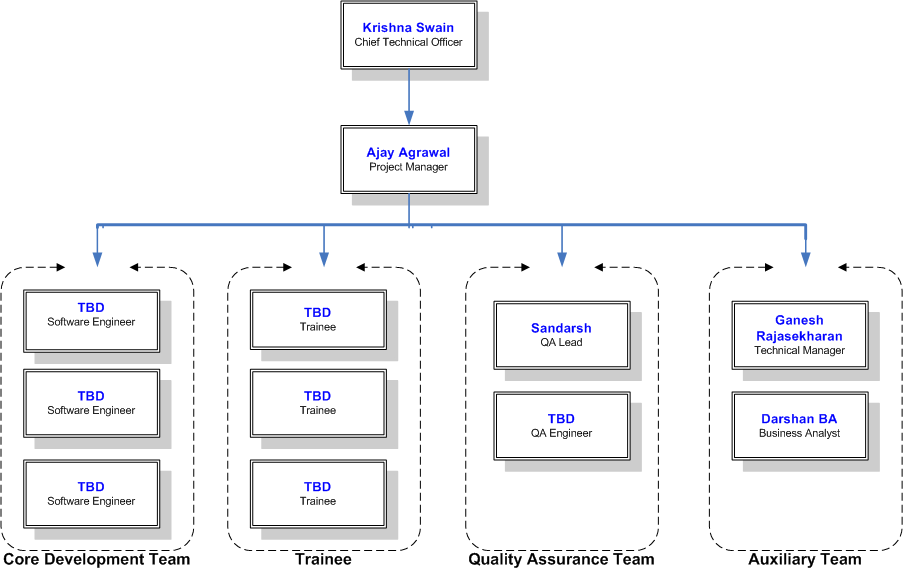 Krishna Swain
Chief Technical Officer
Ajay Agrawal
Project Manager
TBD
Software Engineer
TBD
Software Engineer
TBD
Software Engineer
Core Development Team
TBD
Trainee
TBD
Trainee
TBD
Trainee
Trainee
Sandarsh
QA Lead
TBD
QA Engineer
Quality Assurance Team
Ganesh
Rajasekharan
Technical Manager
Darshan BA
Business Analyst
Auxiliary Team